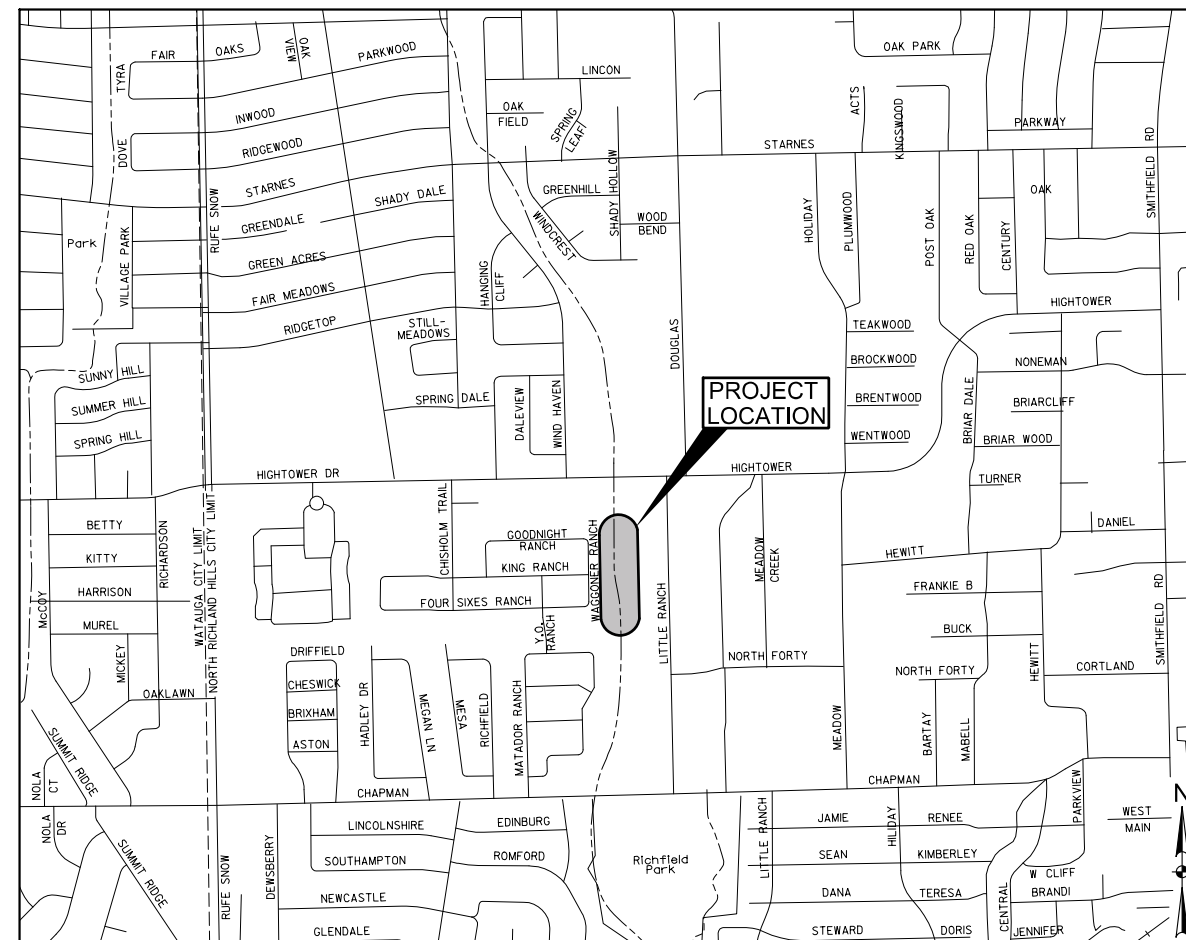 FAIR
OAKS
OAK
VIEW
PARKWOOD
TYRA
LINCON
OAK PARK
INWOOD
OAK
FIELD
SPRING
LEAFI
ACTS
KINGSWOOD
PARKWAY
DOVE
RIDGEWOOD
STARNES
SMITHFIELD RD
STARNES
SHADY DALE
GREENHILL
SHADY HOLLOW
OAK
RUFE SNOW
GREENDALE
WINDCREST
WOOD
BEND
HOLIDAY
PLUMWOOD
POST OAK
RED OAK
CENTURY
Park
VILLAGE PARK
GREEN ACRES
HANGING
CLIFF
FAIR MEADOWS
HIGHTOWER
RIDGETOP
STILL-
MEADOWS
DOUGLAS
TEAKWOOD
SUNNY HILL
BROCKWOOD
NONEMAN
SUMMER HILL
SPRING DALE
DALEVIEW
WIND HAVEN
PROJECT
LOCATION
BRENTWOOD
BRIAR DALE
BRIARCLIFF
SPRING HILL
WENTWOOD
BRIAR WOOD
HIGHTOWER DR
HIGHTOWER
TURNER
BETTY
RICHARDSON
WATAUGA CITY LIMIT
NORTH RICHLAND HILLS CITY LIMIT
CHISHOLM TRAIL
GOODNIGHT
RANCH
WAGGONER RANCH
DANIEL
KITTY
KING RANCH
MEADOW
CREEK
HEWITT
McCOY
HARRISON
FOUR SIXES RANCH
LITTLE RANCH
FRANKIE B
SMITHFIELD RD
MUREL
Y.O.
RANCH
BUCK
MICKEY
DRIFFIELD
NORTH FORTY
HEWITT
OAKLAWN
CHESWICK
HADLEY DR
MEGAN LN
MESA
RICHFIELD
MATADOR RANCH
NORTH FORTY
CORTLAND
BRIXHAM
MEADOW
BARTAY
MABELL
SUMMIT RIDGE
ASTON
NOLA
CT
CHAPMAN
CHAPMAN
N
NOLA
DR
LINCOLNSHIRE
EDINBURG
LITTLE RANCH
JAMIE
HILIDAY
RENEE
PARKVIEW
WEST
MAIN
SUMMIT RIDGE
RUFE SNOW
DEWSBERRY
SOUTHAMPTON
ROMFORD
Richfield
Park
SEAN
KIMBERLEY
W CLIFF
NEWCASTLE
DANA
TERESA
CENTRAL
BRANDI
GLENDALE
STEWARD
DORIS
JENNIFER